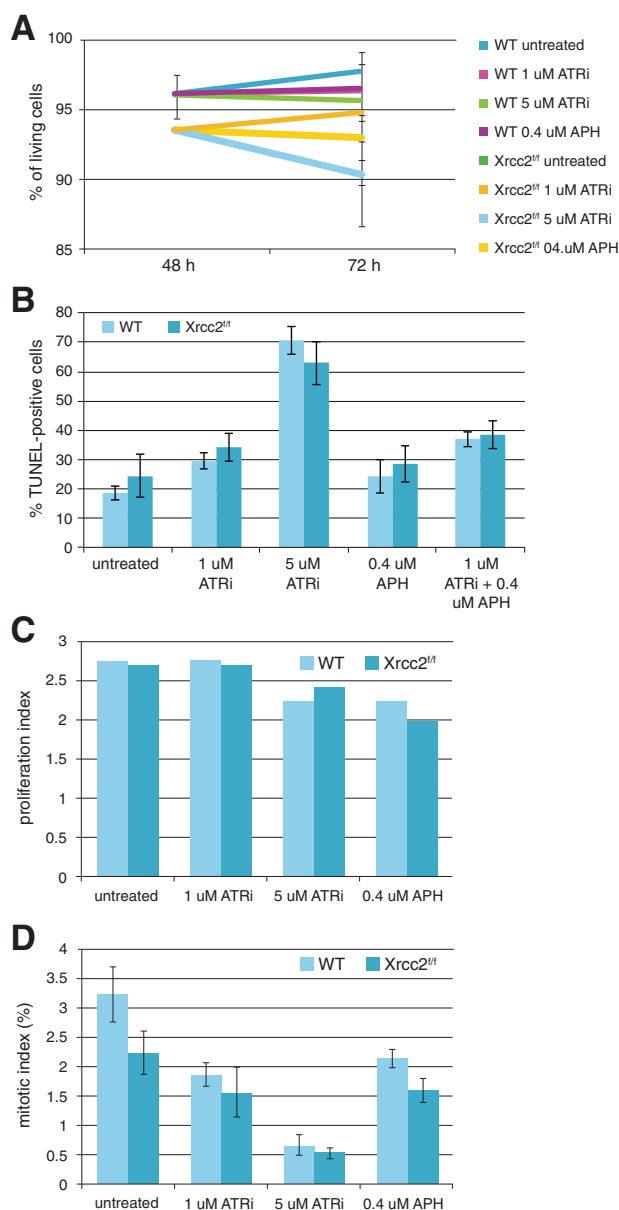 A
100
95
90
85
% of living cells
48 h
72 h
WT untreated
WT 1 uM ATRi
WT 5 uM ATRi
WT 0.4 uM APH
Xrcc2f/f untreated
Xrcc2f/f 1 uM ATRi
Xrcc2f/f 5 uM ATRi
Xrcc2f/f 04.uM APH
B
80
70
60
50
40
30
20
10
0
% TUNEL-positive cells
WT
Xrcc2f/f
untreated
1 uM
ATRi
5 uM
ATRi
0.4 uM
APH
1 uM
ATRi + 0.4
uM APH
C
3
2.5
2
1.5
1
0.5
0
proliferation index
WT
Xrcc2f/f
untreated
1 uM ATRi
5 uM ATRi
0.4 uM APH
D
4
3.5
3
2.5
2
1.5
1
0.5
0
mitotic index (%)
WT
Xrcc2f/f
untreated
1 uM ATRi
5 uM ATRi
0.4 uM APH